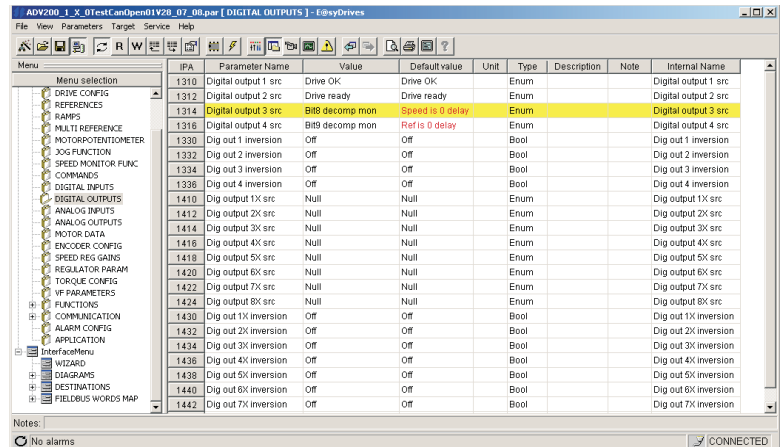 ADV200_1_X_0TestCanOpen01V28_07_08.par [ DIGITAL OUTPUTS ] - E@syDrives
File View Parameters Target Service Help
R W
Menu
Menu selection
DRIVE CONFIG
REFERENCES
RAMPS
MULTI REFERENCE
MOTORPOTENTIOMETER
JOG FUNCTION
SPEED MONITOR FUNC
COMMANDS
DIGITAL INPUTS
DIGITAL OUTPUTS
ANALOG INPUTS
ANALOG OUTPUTS
MOTOR DATA
ENCODER CONFIG
SPEED REG GAINS
REGULATOR PARAM
TORQUE CONFIG
VF PARAMETERS
FUNCTIONS
COMMUNICATION
ALARM CONFIG
APPLICATION
InterfaceMenu
WIZARD
DIAGRAMS
DESTINATIONS
FIELDBUS WORDS MAP
IPA Parameter Name Value Default value Unit Type Description Note Internal Name
1310 Digital output 1 src Drive OK Drive OK Enum Digital output 1 src
1312 Digital output 2 src Drive ready Drive ready Enum Digital output 2 src
1314 Digital output 3 src Bit8 decomp mon Speed is 0 delay Enum Digital output 3 src
1316 Digital output 4 src Bit9 decomp mon Ref is 0 delay Enum Digital output 4 src
1330 Dig out 1 inversion Off Off Bool Dig out 1 inversion
1332 Dig out 2 inversion Off Off Bool Dig out 2 inversion
1334 Dig out 3 inversion Off Off Bool Dig out 3 inversion
1336 Dig out 4 inversion Off Off Bool Dig out 4 inversion
1410 Dig output 1X src Null Null Enum Dig output 1X src
1412 Dig output 2X src Null Null Enum Dig output 2X src
1414 Dig output 3X src Null Null Enum Dig output 3X src
1416 Dig output 4X src Null Null Enum Dig output 4X src
1418 Dig output 5X src Null Null Enum Dig output 5X src
1420 Dig output 6X src Null Null Enum Dig output 6X src
1422 Dig output 7X src Null Null Enum Dig output 7X src
1424 Dig output 8X src Null Null Enum Dig output 8X src
1430 Dig out 1X inversion Off Off Bool Dig out 1X inversion
1432 Dig out 2X inversion Off Off Bool Dig out 2X inversion
1434 Dig out 3X inversion Off Off Bool Dig out 3X inversion
1436 Dig out 4X inversion Off Off Bool Dig out 4X inversion
1438 Dig out 5X inversion Off Off Bool Dig out 5X inversion
1440 Dig out 6X inversion Off Off Bool Dig out 6X inversion
1442 Dig out 7X inversion Off Off Bool Dig out 7X inversion
Notes:
No alarms
CONNECTED